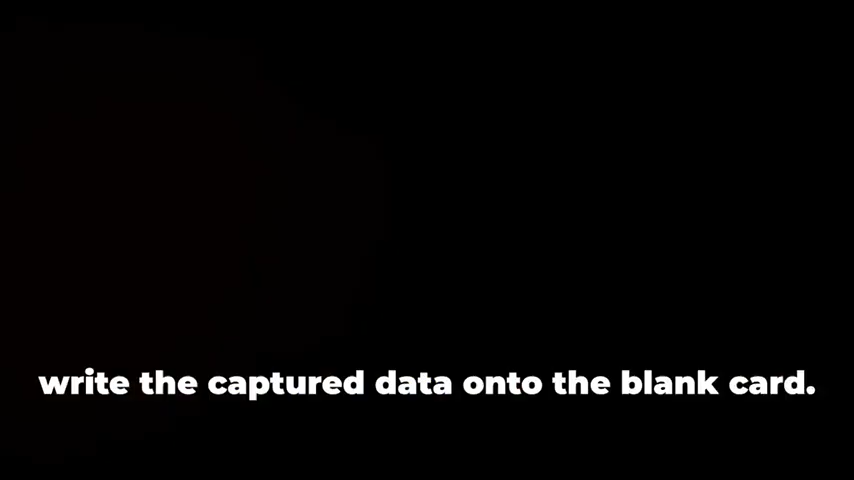 write the captured data onto the blank card.